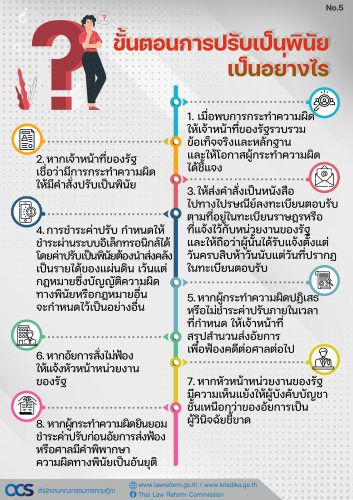 No.5
?
ขั้นตอนการปรับเป็นพินัย
เป็นอย่างไร
1. เมื่อพบการกระทำความผิด
ให้เจ้าหน้าที่ของรัฐรวบรวม
ข้อเท็จจริงและหลักฐาน
และให้โอกาสผู้กระทำความผิด
ได้ชี้แจง
2. หากเจ้าหน้าที่ของรัฐ
เชื่อว่ามีการกระทำความผิด
ให้มีคำสั่งปรับเป็นพินัย
3. ให้ส่งคำสั่งเป็นหนังสือ
ไปทางไปรษณีย์ลงทะเบียนตอบรับ
ตามที่อยู่ในทะเบียนราษฎรหรือ
ที่แจ้งไว้กับหน่วยงานของรัฐ
และให้ถือว่าผู้นั้นได้รับแจ้งตั้งแต่
วันครบสิบห้าวันนับแต่วันที่ปรากฏ
ในทะเบียนตอบรับ
4. การชำระค่าปรับ กำหนดให้
ชำระผ่านระบบอิเล็กทรอนิกส์ได้
โดยค่าปรับเป็นพินัยต้องนำส่งคลัง
เป็นรายได้ของแผ่นดิน เว้นแต่
กฎหมายซึ่งบัญญัติความผิด
ทางพินัยหรือกฎหมายอื่น
จะกำหนดไว้เป็นอย่างอื่น
5. หากผู้กระทำความผิดปฏิเสธ
หรือไม่ชำระค่าปรับภายในเวลา
ที่กำหนด ให้เจ้าหน้าที่
สรุปสำนวนส่งอัยการ
เพื่อฟ้องคดีต่อศาลต่อไป
6. หากอัยการสั่งไม่ฟ้อง
ให้แจ้งหัวหน้าหน่วยงาน
ของรัฐ
7. หากหัวหน้าหน่วยงานของรัฐ
มีความเห็นแย้งให้ผู้บังคับบัญชา
ชั้นเหนือกว่าของอัยการเป็น
ผู้วินิจฉัยชี้ขาด
8. หากผู้กระทำความผิดยินยอม
ชำระค่าปรับก่อนอัยการส่งฟ้อง
หรือศาลมีคำพิพากษา
ความผิดทางพินัยเป็นอันยุติ
OCS สำนักงานคณะกรรมการกฤษฎีกา
www.lawreform.go.th / www.krisdika.go.th
Thai Law Reform Commission